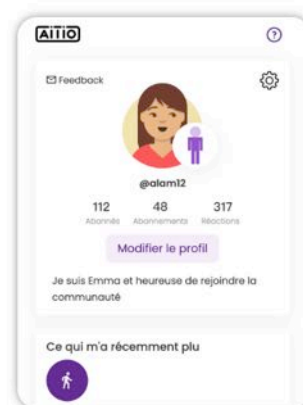 AÏTIO
?
Feedback
@alam12
112 48 317
Abonnés Abonnements Réactions
Modifier le profil
Je suis Emma et heureuse de rejoindre la
communauté
Ce qui m'a récemment plu